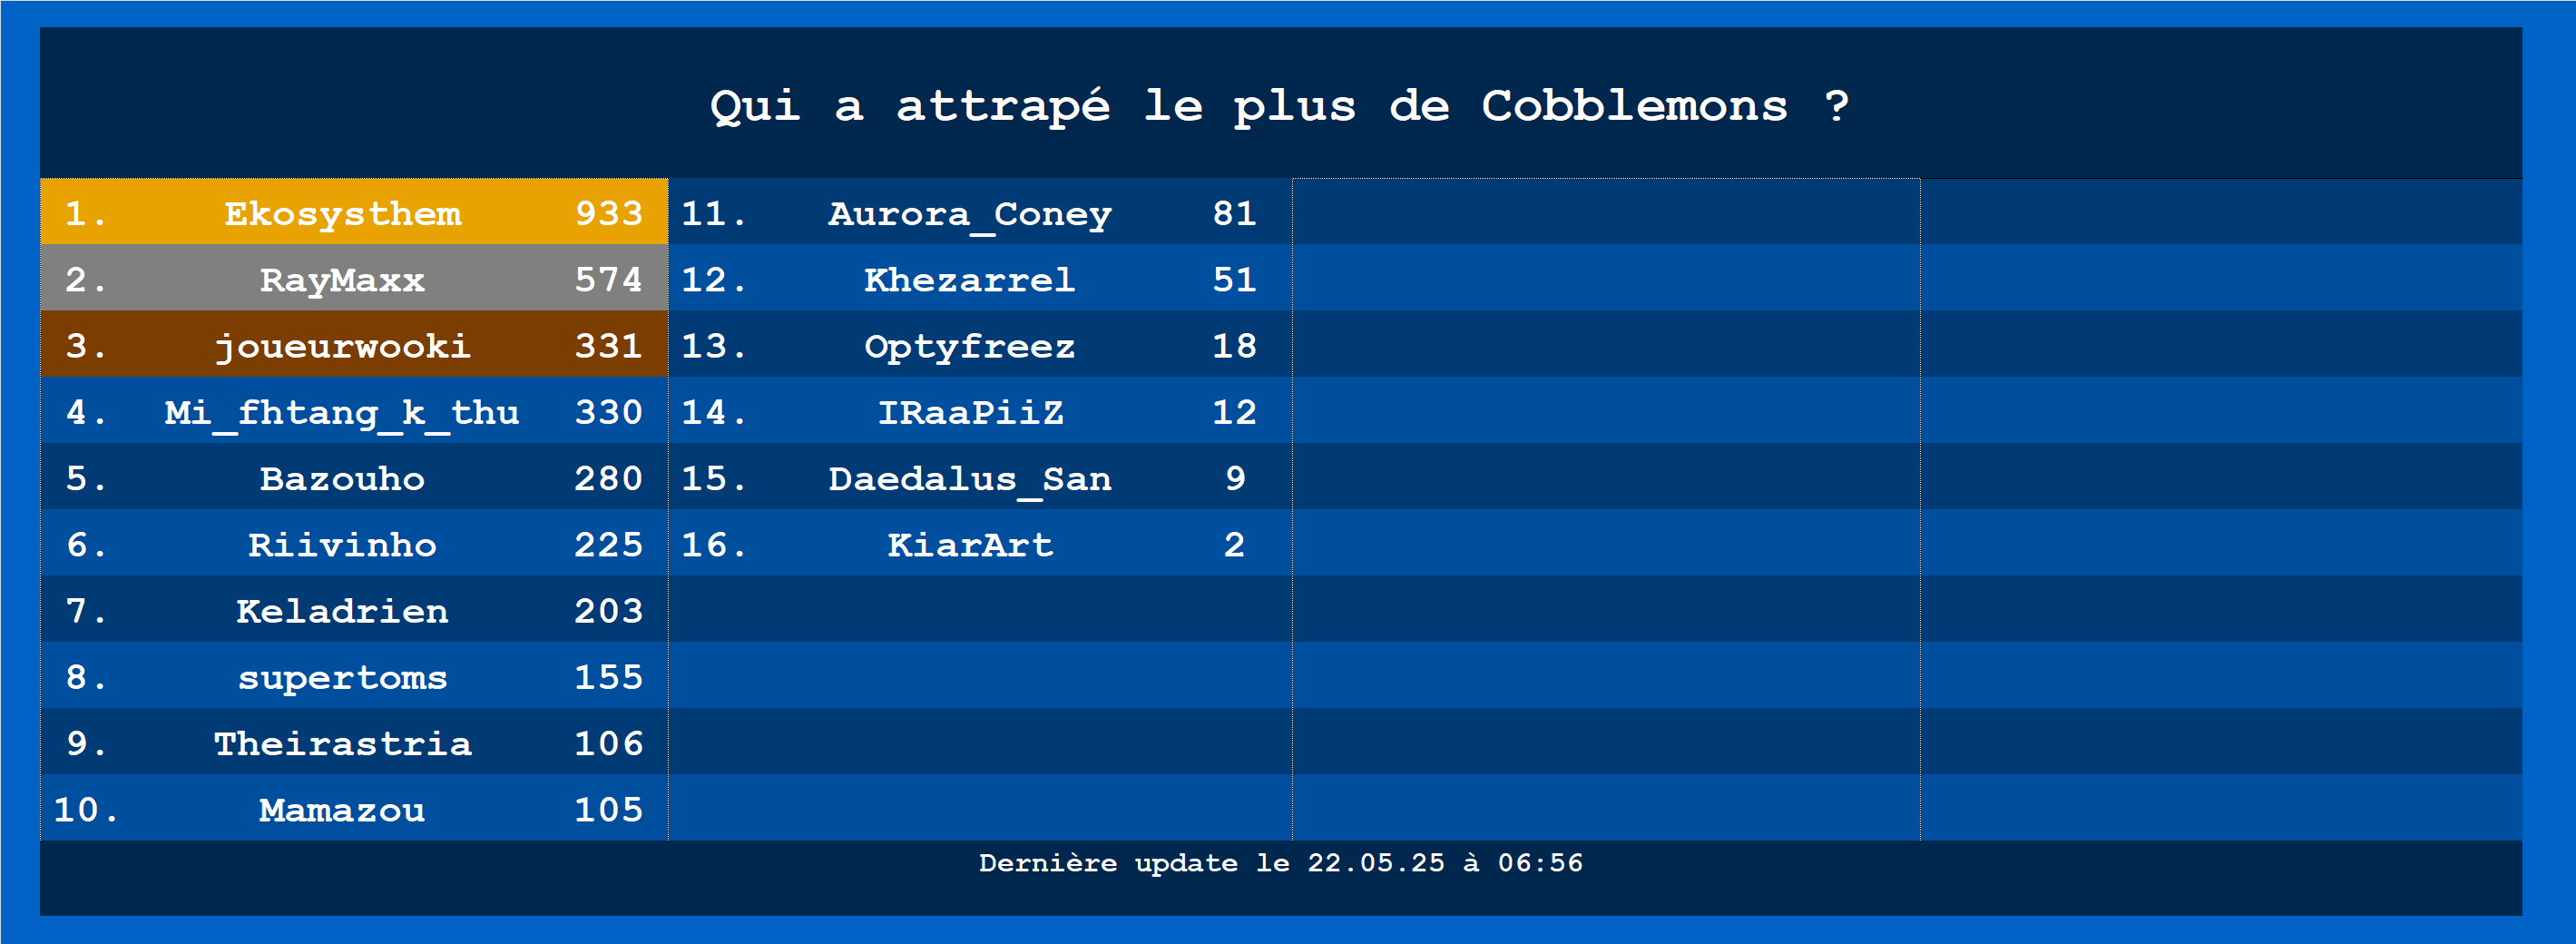 Qui a attrapé le plus de Cobblemons ?
1. Ekosysthem 933
2. RayMaxx 574
3. joueurwooki 331
4. Mi_fhtang_k_thu 330
5. Bazouho 280
6. Riivinho 225
7. Keladrien 203
8. supertoms 155
9. Theirastria 106
10. Mamazou 105
11. Aurora_Coney 81
12. Khezarrel 51
13. Optyfreez 18
14. IRaaPiiZ 12
15. Daedalus_San 9
16. KiarArt 2
Dernière update le 22.05.25 à 06:56